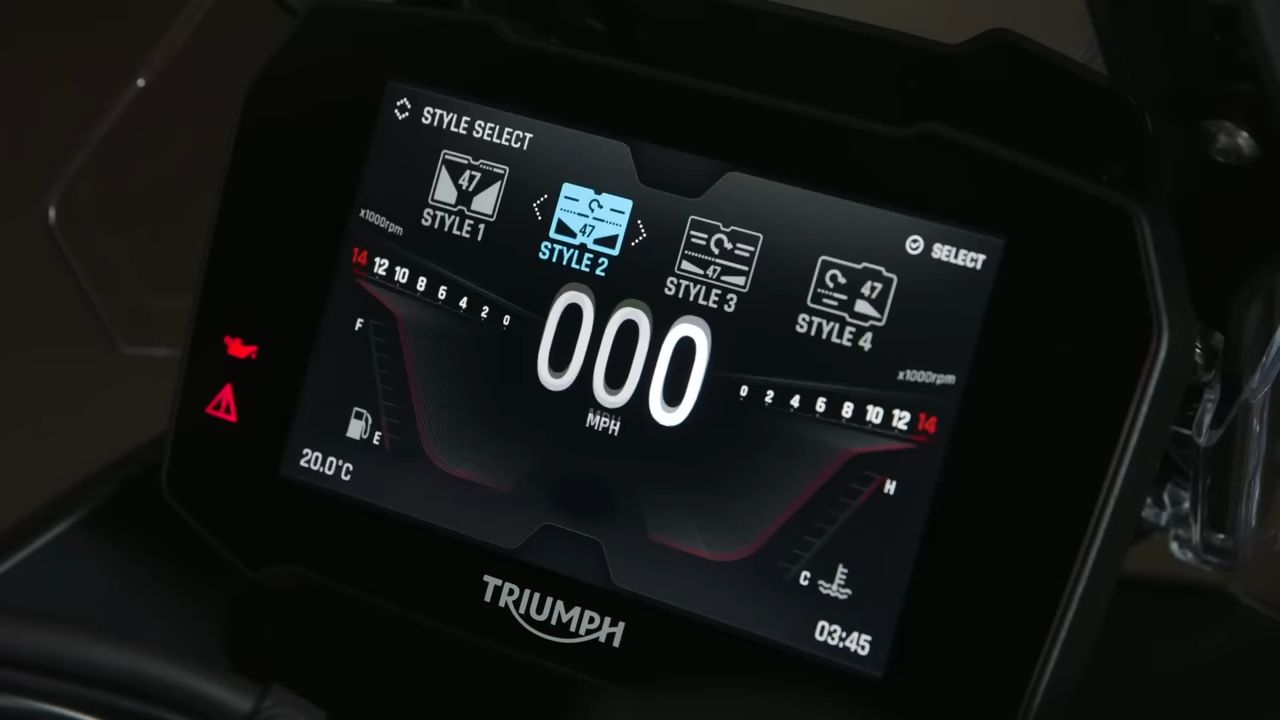 STYLE SELECT
47
STYLE 1
47
STYLE 2
47
STYLE 3
47
STYLE 4
SELECT
x1000rpm
14 12 10 8 6 4 2 0
000
MPH
x1000rpm
0 2 4 6 8 10 12 14
F
E
20.0°C
H
C
03:45
TRIUMPH